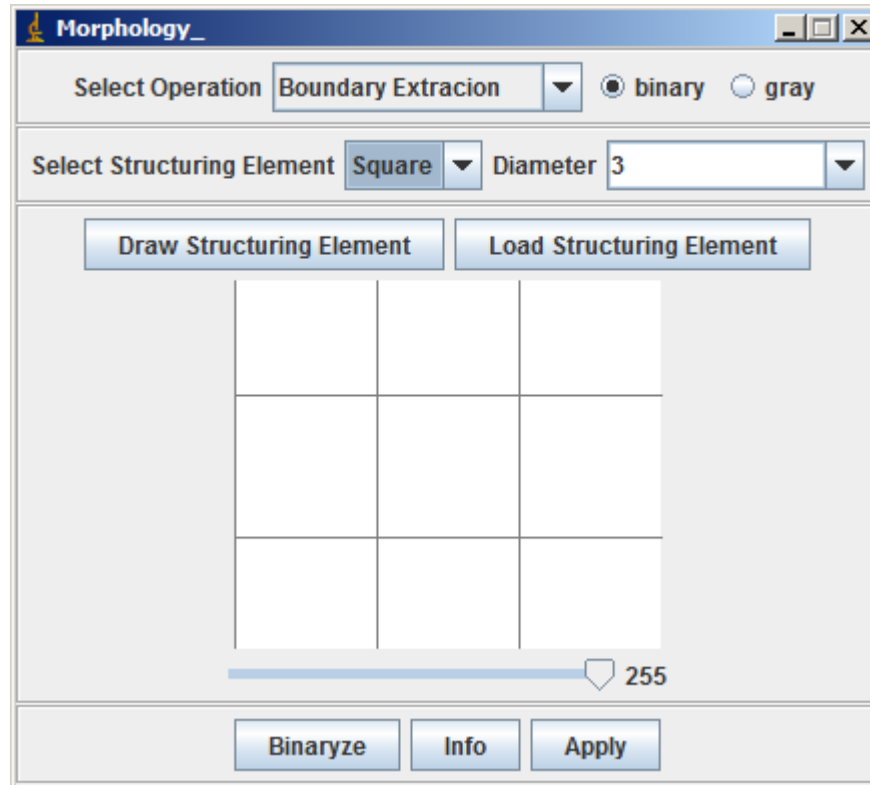 Morphology_
Select Operation Boundary Extracion binary gray
Select Structuring Element Square Diameter 3
Draw Structuring Element Load Structuring Element
255
Binaryze Info Apply